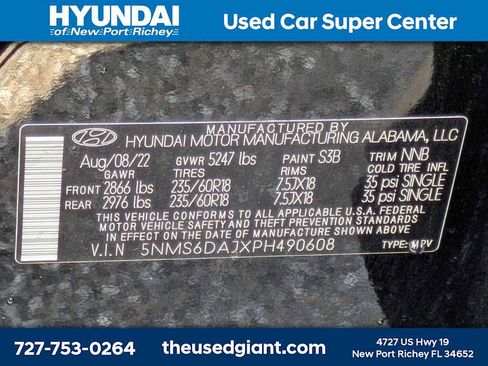 HYUNDAI
of New Port Richey
Used Car Super Center
MANUFACTURED BY
HYUNDAI MOTOR MANUFACTURING ALABAMA, LLC
Aug/08/22 GVWR 5247 lbs PAINT S3B TRIM NNB
GAWR TIRES RIMS COLD TIRE INFL
FRONT 2866 lbs 235/60R18 7.5JX18 35 psi SINGLE
REAR 2976 lbs 235/60R18 7.5JX18 35 psi SINGLE
THIS VEHICLE CONFORMS TO ALL APPLICABLE U.S.A. FEDERAL
MOTOR VEHICLE SAFETY AND THEFT PREVENTION STANDARDS
IN EFFECT ON THE DATE OF MANUFACTURE SHOWN ABOVE.
V.I.N 5NMS6DAJXPH490608 TYPE: MPV
727-753-0264
theusedgiant.com
4727 US Hwy 19
New Port Richey FL 34652